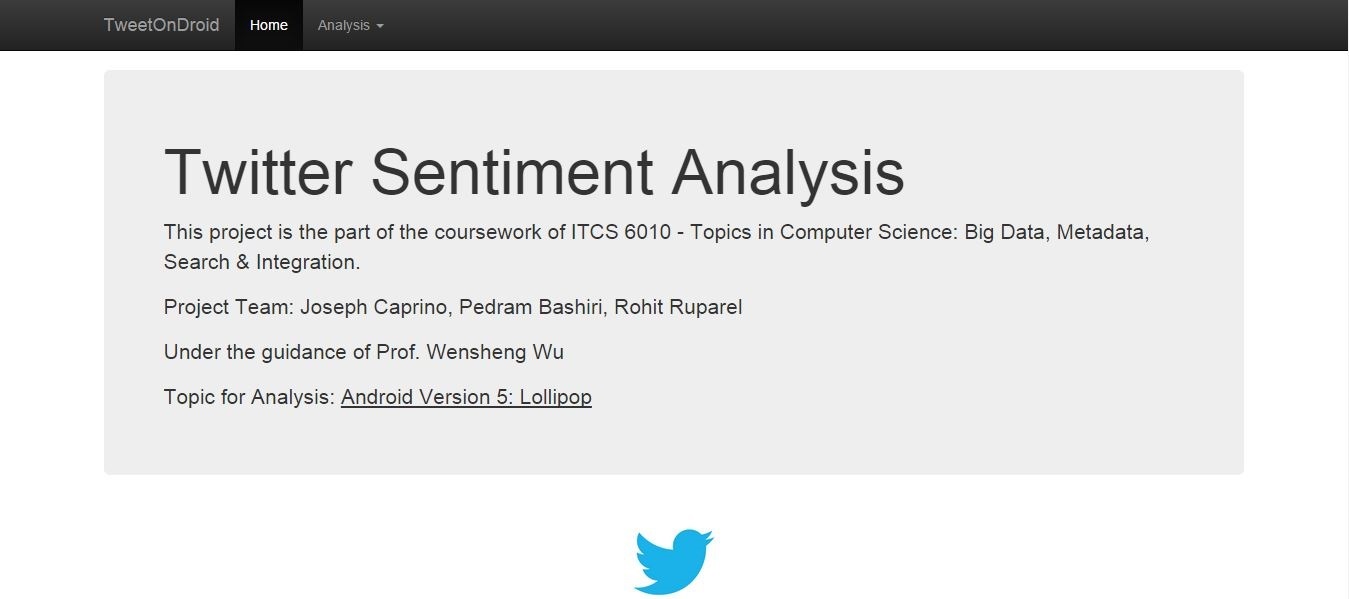 TweetOnDroid Home Analysis
Twitter Sentiment Analysis
This project is the part of the coursework of ITCS 6010 - Topics in Computer Science: Big Data, Metadata,
Search & Integration.
Project Team: Joseph Caprino, Pedram Bashiri, Rohit Ruparel
Under the guidance of Prof. Wensheng Wu
Topic for Analysis: Android Version 5: Lollipop